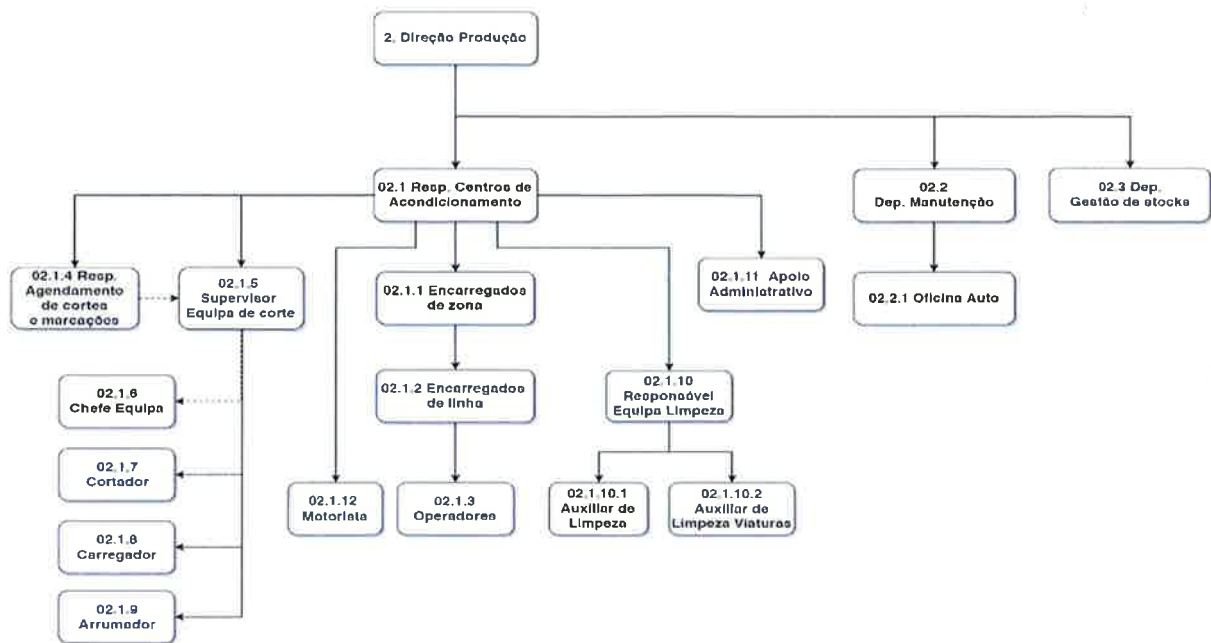 2. Direção Produção
02.1 Resp. Centros de
Acondicionamento
02.2
Dep. Manutenção
02.3 Dep.
Gestão de stocks
02.1.4 Resp.
Agendamento
de cortes
e marcações
02.1.5
Supervisor
Equipa de corte
02.1.1 Encarregados
de zona
02.1.11 Apoio
Administrativo
02.2.1 Oficina Auto
02.1.6
Chefe Equipa
02.1.2 Encarregados
de linha
02.1.10
Responsável
Equipa Limpeza
02.1.7
Cortador
02.1.12
Motorista
02.1.3
Operadores
02.1.10.1
Auxiliar de
Limpeza
02.1.10.2
Auxiliar de
Limpeza Viaturas
02.1.8
Carregador
02.1.9
Arrumador